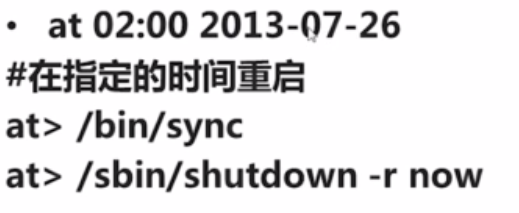 • at 02:00 2013-07-26
#在指定的时间重启
at> /bin/sync
at> /sbin/shutdown -r now